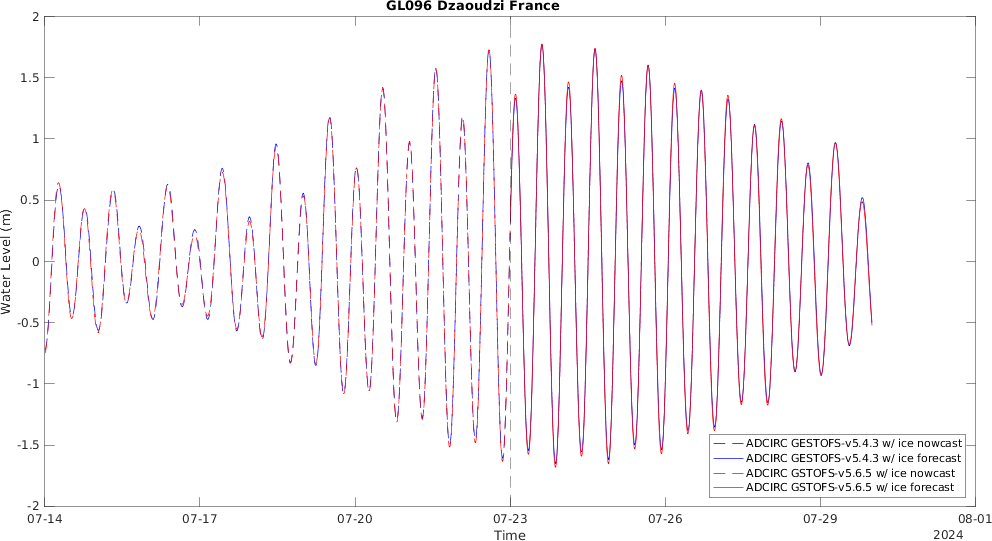 GL096 Dzaoudzi France
2
1.5
1
0.5
0
-0.5
-1
-1.5
-2
Water Level (m)
ADCIRC GESTOFS-v5.4.3 w/ ice nowcast
ADCIRC GESTOFS-v5.4.3 w/ ice forecast
ADCIRC GSTOFS-v5.6.5 w/ ice nowcast
ADCIRC GSTOFS-v5.6.5 w/ ice forecast
07-14 07-17 07-20 07-23 07-26 07-29 08-01
Time
2024